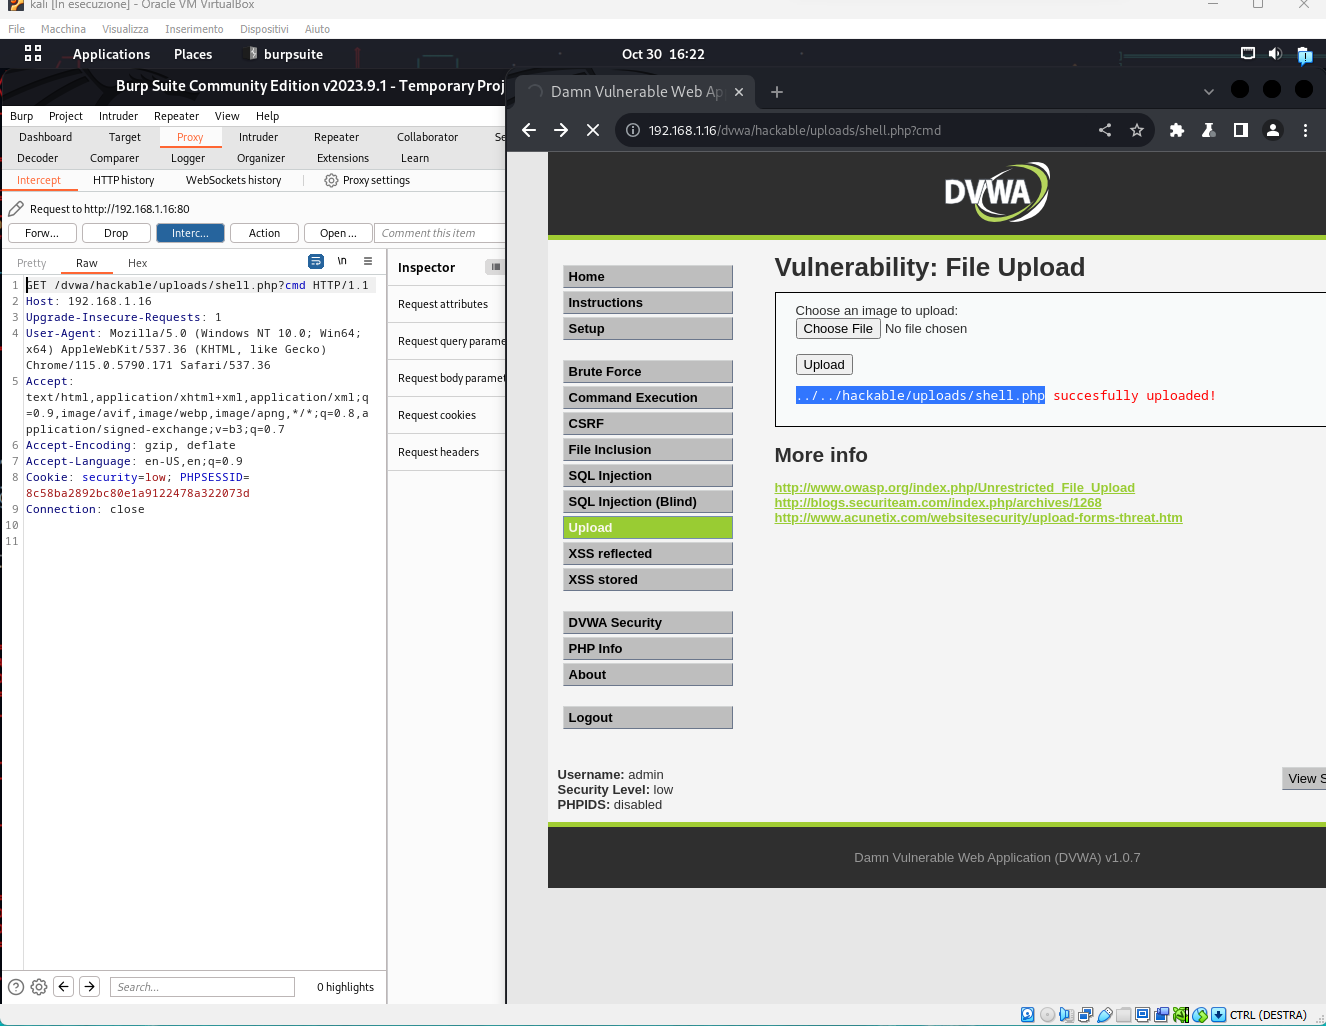 kali [In esecuzione] - Oracle VM VirtualBox
File Macchina Visualizza Inserimento Dispositivi Aiuto
Applications Places burpsuite Oct 30 16:22
Burp Suite Community Edition v2023.9.1 - Temporary Proj
Burp Project Intruder Repeater View Help
Dashboard Target Proxy Intruder Repeater Collaborator Se
Decoder Comparer Logger Organizer Extensions Learn
Intercept HTTP history WebSockets history Proxy settings
Request to http://192.168.1.16:80
Forw... Drop Interc... Action Open ... Comment this item
Pretty Raw Hex \n
1 GET /dvwa/hackable/uploads/shell.php?cmd HTTP/1.1
2 Host: 192.168.1.16
3 Upgrade-Insecure-Requests: 1
4 User-Agent: Mozilla/5.0 (Windows NT 10.0; Win64;
x64) AppleWebKit/537.36 (KHTML, like Gecko)
Chrome/115.0.5790.171 Safari/537.36
5 Accept:
text/html,application/xhtml+xml,application/xml;q
=0.9,image/avif,image/webp,image/apng,*/*;q=0.8,a
pplication/signed-exchange;v=b3;q=0.7
6 Accept-Encoding: gzip, deflate
7 Accept-Language: en-US,en;q=0.9
8 Cookie: security=low; PHPSESSID=
8c58ba2892bc80e1a9122478a322073d
9 Connection: close
10
11
Search... 0 highlights
Inspector
Request attributes
Request query parame
Request body paramet
Request cookies
Request headers
Damn Vulnerable Web Ap
192.168.1.16/dvwa/hackable/uploads/shell.php?cmd
DVWA
Home
Instructions
Setup
Brute Force
Command Execution
CSRF
File Inclusion
SQL Injection
SQL Injection (Blind)
Upload
XSS reflected
XSS stored
DVWA Security
PHP Info
About
Logout
Vulnerability: File Upload
Choose an image to upload:
Choose File No file chosen
Upload
../../hackable/uploads/shell.php succesfully uploaded!
More info
http://www.owasp.org/index.php/Unrestricted_File_Upload
http://blogs.securiteam.com/index.php/archives/1268
http://www.acunetix.com/websitesecurity/upload-forms-threat.htm
Username: admin
Security Level: low
PHPIDS: disabled
View S
Damn Vulnerable Web Application (DVWA) v1.0.7
CTRL (DESTRA)